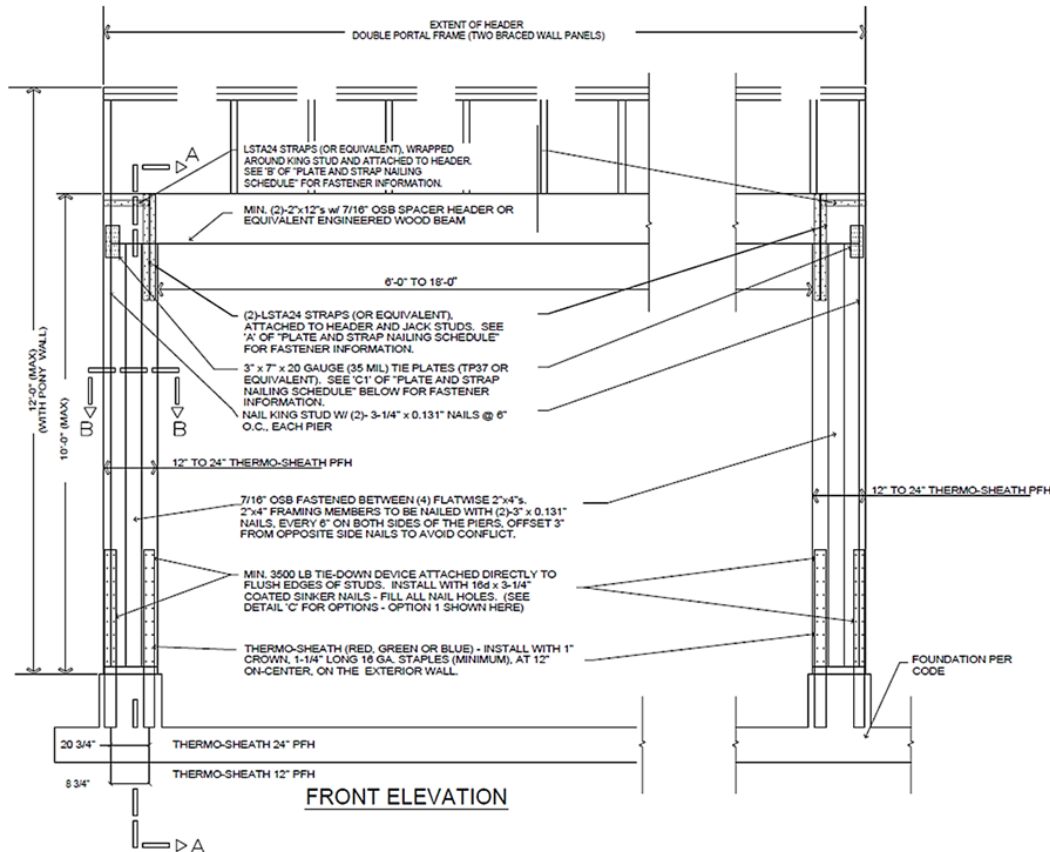 EXTENT OF HEADER
DOUBLE PORTAL FRAME (TWO BRACED WALL PANELS)
A
LSTA24 STRAPS (OR EQUIVALENT), WRAPPED
AROUND KING STUD AND ATTACHED TO HEADER.
SEE 'B' OF "PLATE AND STRAP NAILING
SCHEDULE" FOR FASTENER INFORMATION.
MIN. (2)-2"x12"s w/ 7/16" OSB SPACER HEADER OR
EQUIVALENT ENGINEERED WOOD BEAM
6'-0" TO 18'-0"
(2)-LSTA24 STRAPS (OR EQUIVALENT),
ATTACHED TO HEADER AND JACK STUDS. SEE
'A' OF "PLATE AND STRAP NAILING SCHEDULE"
FOR FASTENER INFORMATION.
3" x 7" x 20 GAUGE (35 MIL) TIE PLATES (TP37 OR
EQUIVALENT). SEE 'C1' OF "PLATE AND STRAP
NAILING SCHEDULE" BELOW FOR FASTENER
INFORMATION.
NAIL KING STUD W/ (2)- 3-1/4" x 0.131" NAILS @ 6"
O.C., EACH PIER
12'-0" (MAX)
(WITH PONY WALL)
10'-0" (MAX)
B
B
12" TO 24" THERMO-SHEATH PFH
12" TO 24" THERMO-SHEATH PFH
7/16" OSB FASTENED BETWEEN (4) FLATWISE 2"x4"s.
2"x4" FRAMING MEMBERS TO BE NAILED WITH (2)-3" x 0.131"
NAILS, EVERY 6" ON BOTH SIDES OF THE PIERS, OFFSET 3"
FROM OPPOSITE SIDE NAILS TO AVOID CONFLICT.
MIN. 3500 LB TIE-DOWN DEVICE ATTACHED DIRECTLY TO
FLUSH EDGES OF STUDS. INSTALL WITH 16d x 3-1/4"
COATED SINKER NAILS - FILL ALL NAIL HOLES. (SEE
DETAIL 'C' FOR OPTIONS - OPTION 1 SHOWN HERE)
THERMO-SHEATH (RED, GREEN OR BLUE) - INSTALL WITH 1"
CROWN, 1-1/4" LONG 16 GA. STAPLES (MINIMUM), AT 12"
ON-CENTER, ON THE EXTERIOR WALL.
FOUNDATION PER
CODE
20 3/4"
THERMO-SHEATH 24" PFH
8 3/4"
THERMO-SHEATH 12" PFH
FRONT ELEVATION
A